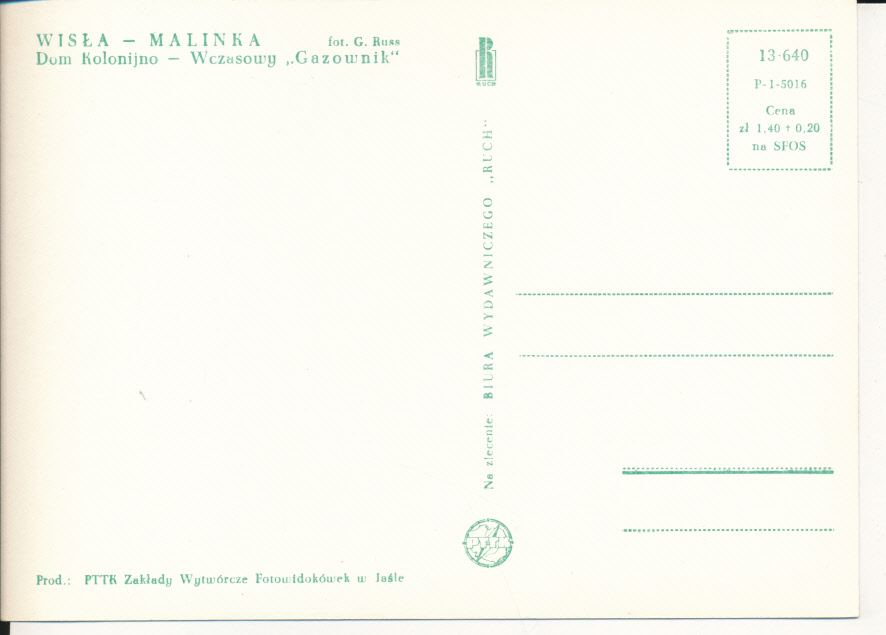 WISŁA – MALINKA fot. G. Russ
Dom Kolonijno – Wczasowy „Gazownik“
RUCH
13-640
P-1-5016
Cena
zł 1,40 + 0,20
na SFOS
Na zlecenie: BIURA WYDAWNICZEGO „RUCH“
PTTK
Prod.: PTTK Zakłady Wytwórcze Fotowidokówek w Jaśle